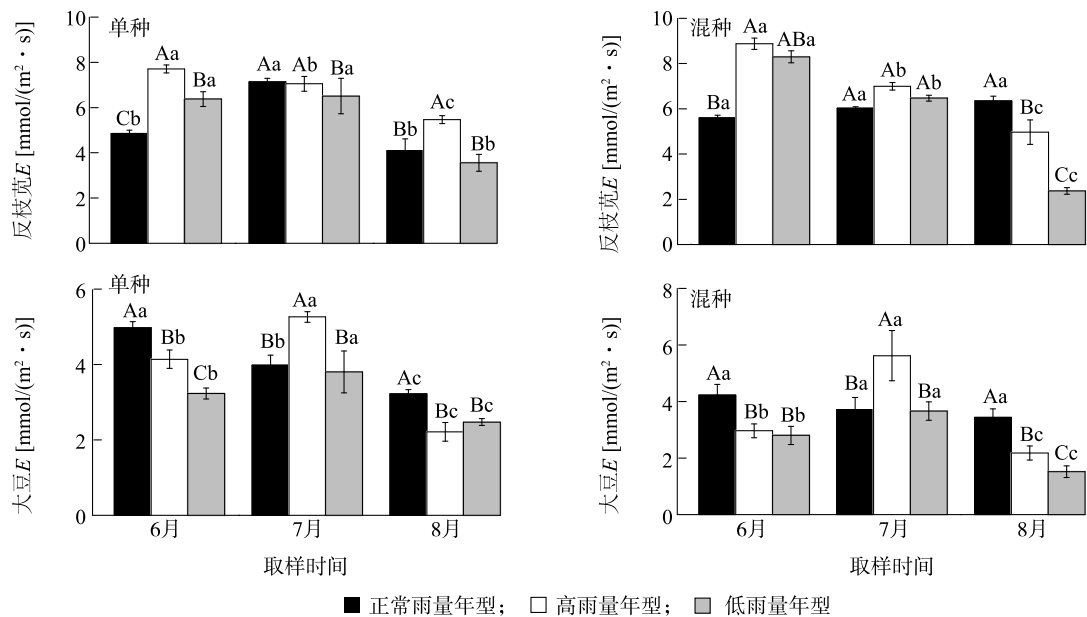 单种
反枝苋E [mmol/(m²·s)]
10
8
6
4
2
0
Cb Aa Ba Aa Ab Ba Bb Ac Bb
混种
反枝苋E [mmol/(m²·s)]
10
8
6
4
2
0
Ba Aa ABa Aa Ab Ab Aa Bc Cc
单种
大豆E [mmol/(m²·s)]
6
4
2
0
Aa Bb Cb Bb Aa Ba Ac Bc Bc
6月 7月 8月
取样时间
混种
大豆E [mmol/(m²·s)]
8
6
4
2
0
Aa Bb Bb Ba Aa Ba Aa Bc Cc
6月 7月 8月
取样时间
正常雨量年型; 高雨量年型; 低雨量年型